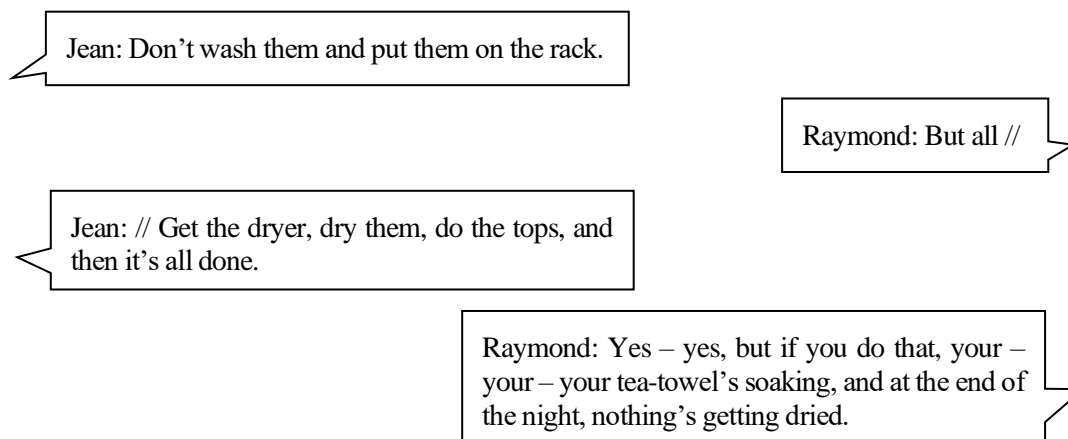 Jean: Don’t wash them and put them on the rack.
Raymond: But all //
Jean: // Get the dryer, dry them, do the tops, and
then it’s all done.
Raymond: Yes – yes, but if you do that, your –
your – your tea-towel’s soaking, and at the end of
the night, nothing’s getting dried.